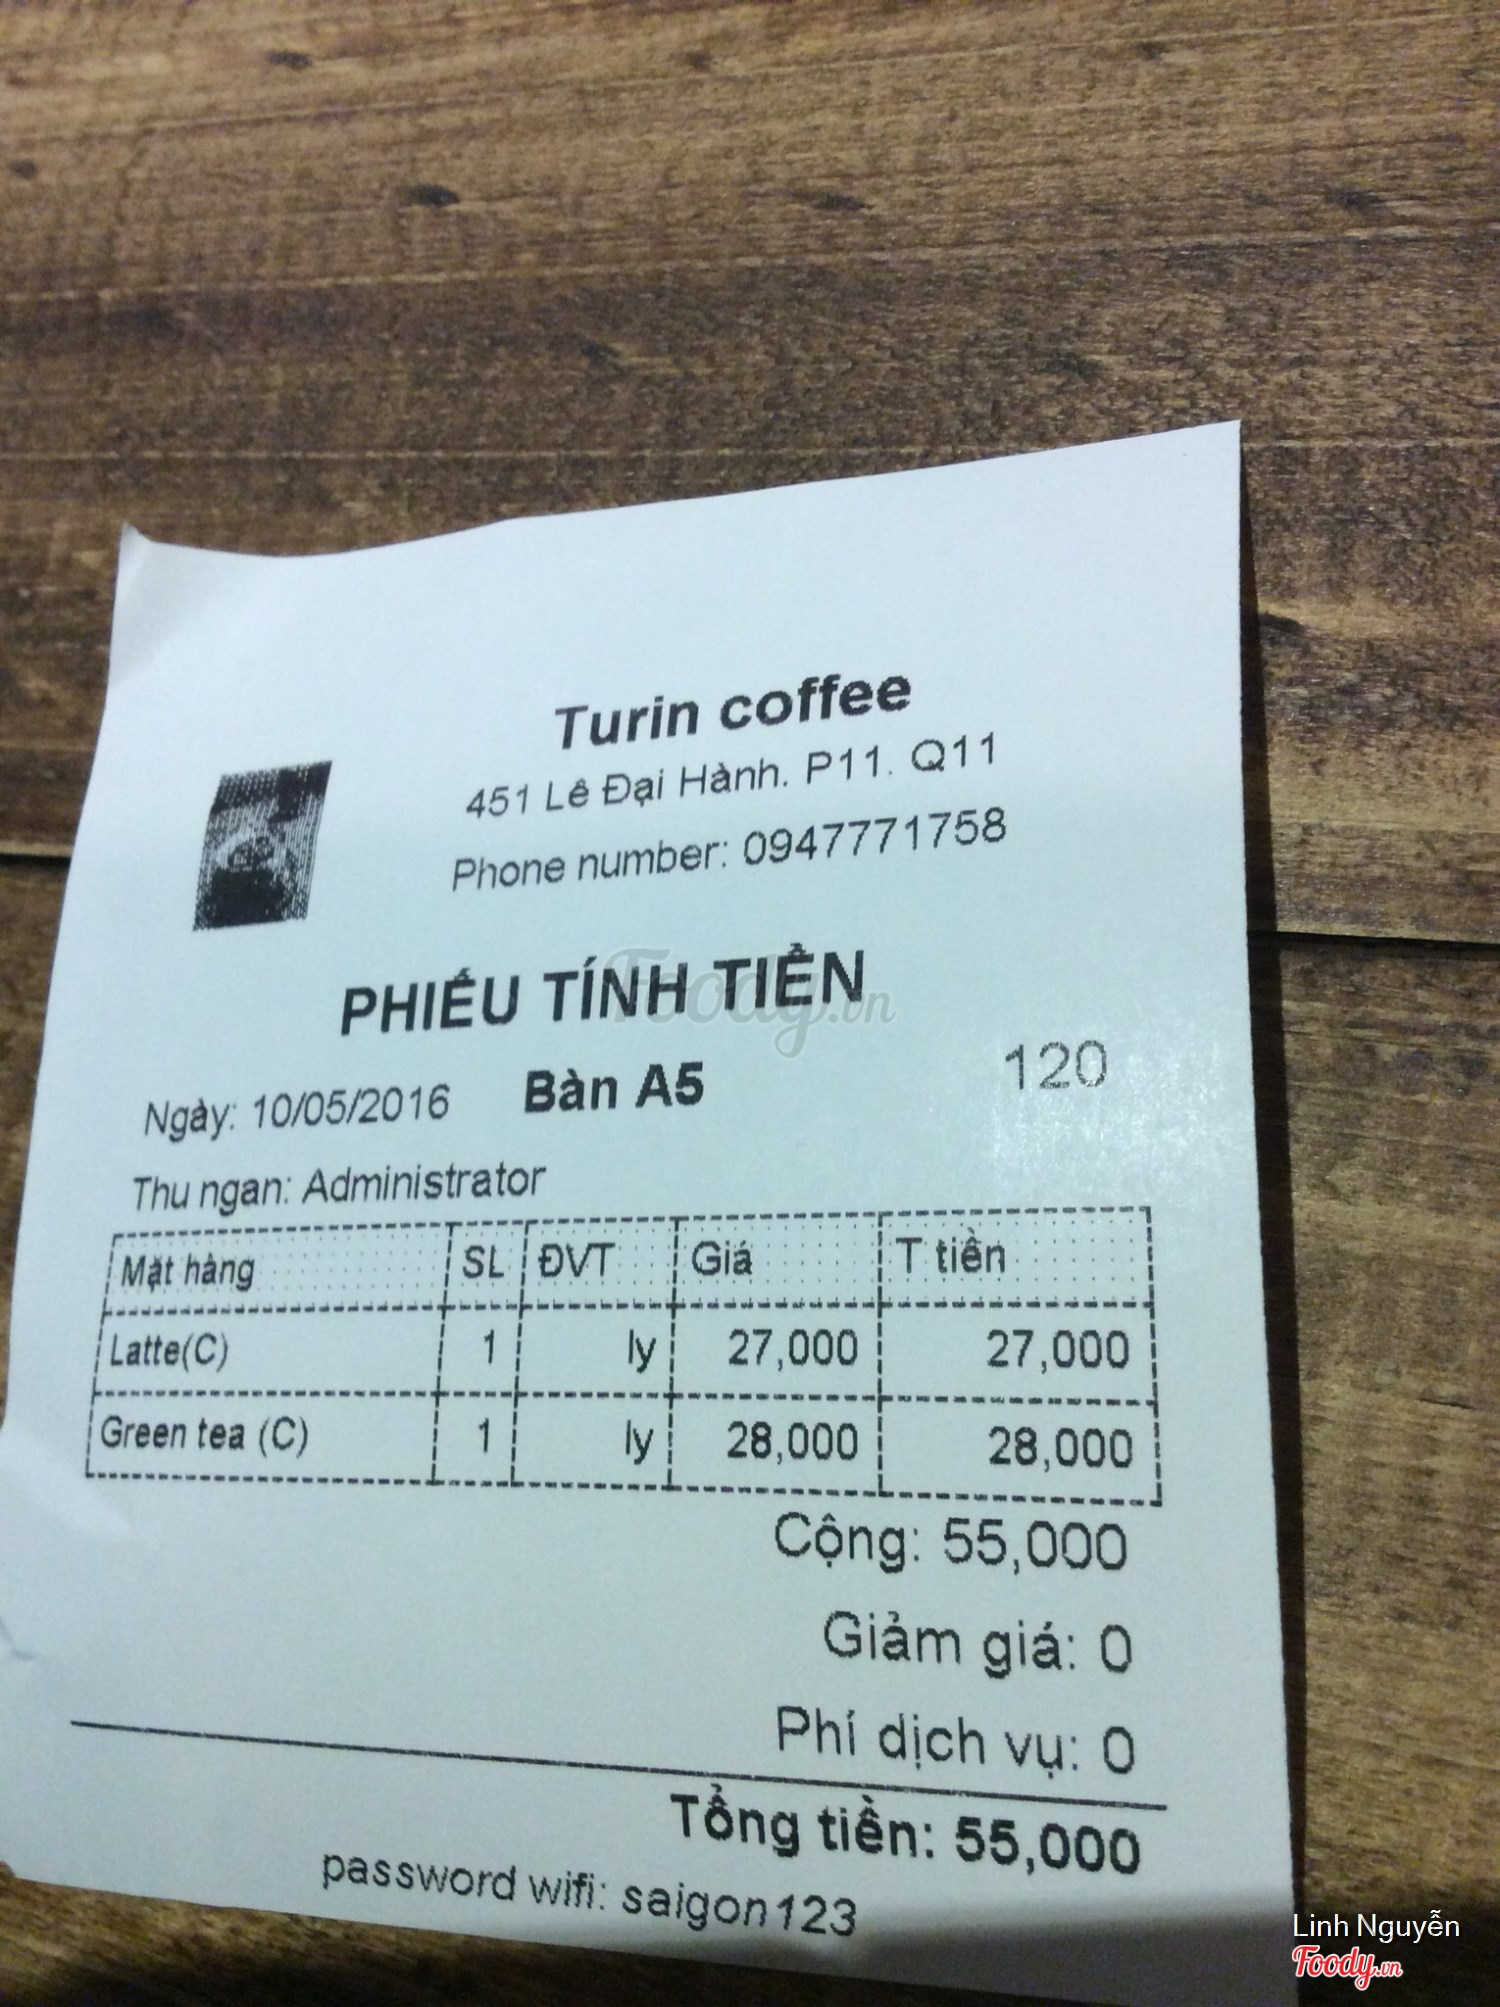 Turin coffee
451 Lê Đại Hành. P11. Q11
Phone number: 0947771758
PHIẾU TÍNH TIỀN
Foody.vn
Ngày: 10/05/2016 Bàn A5 120
Thu ngan: Administrator
Mặt hàng SL ĐVT Giá T tiền
Latte(C) 1 ly 27,000 27,000
Green tea (C) 1 ly 28,000 28,000
Cộng: 55,000
Giảm giá: 0
Phí dịch vụ: 0
Tổng tiền: 55,000
password wifi: saigon123
Linh Nguyễn
Foody.vn